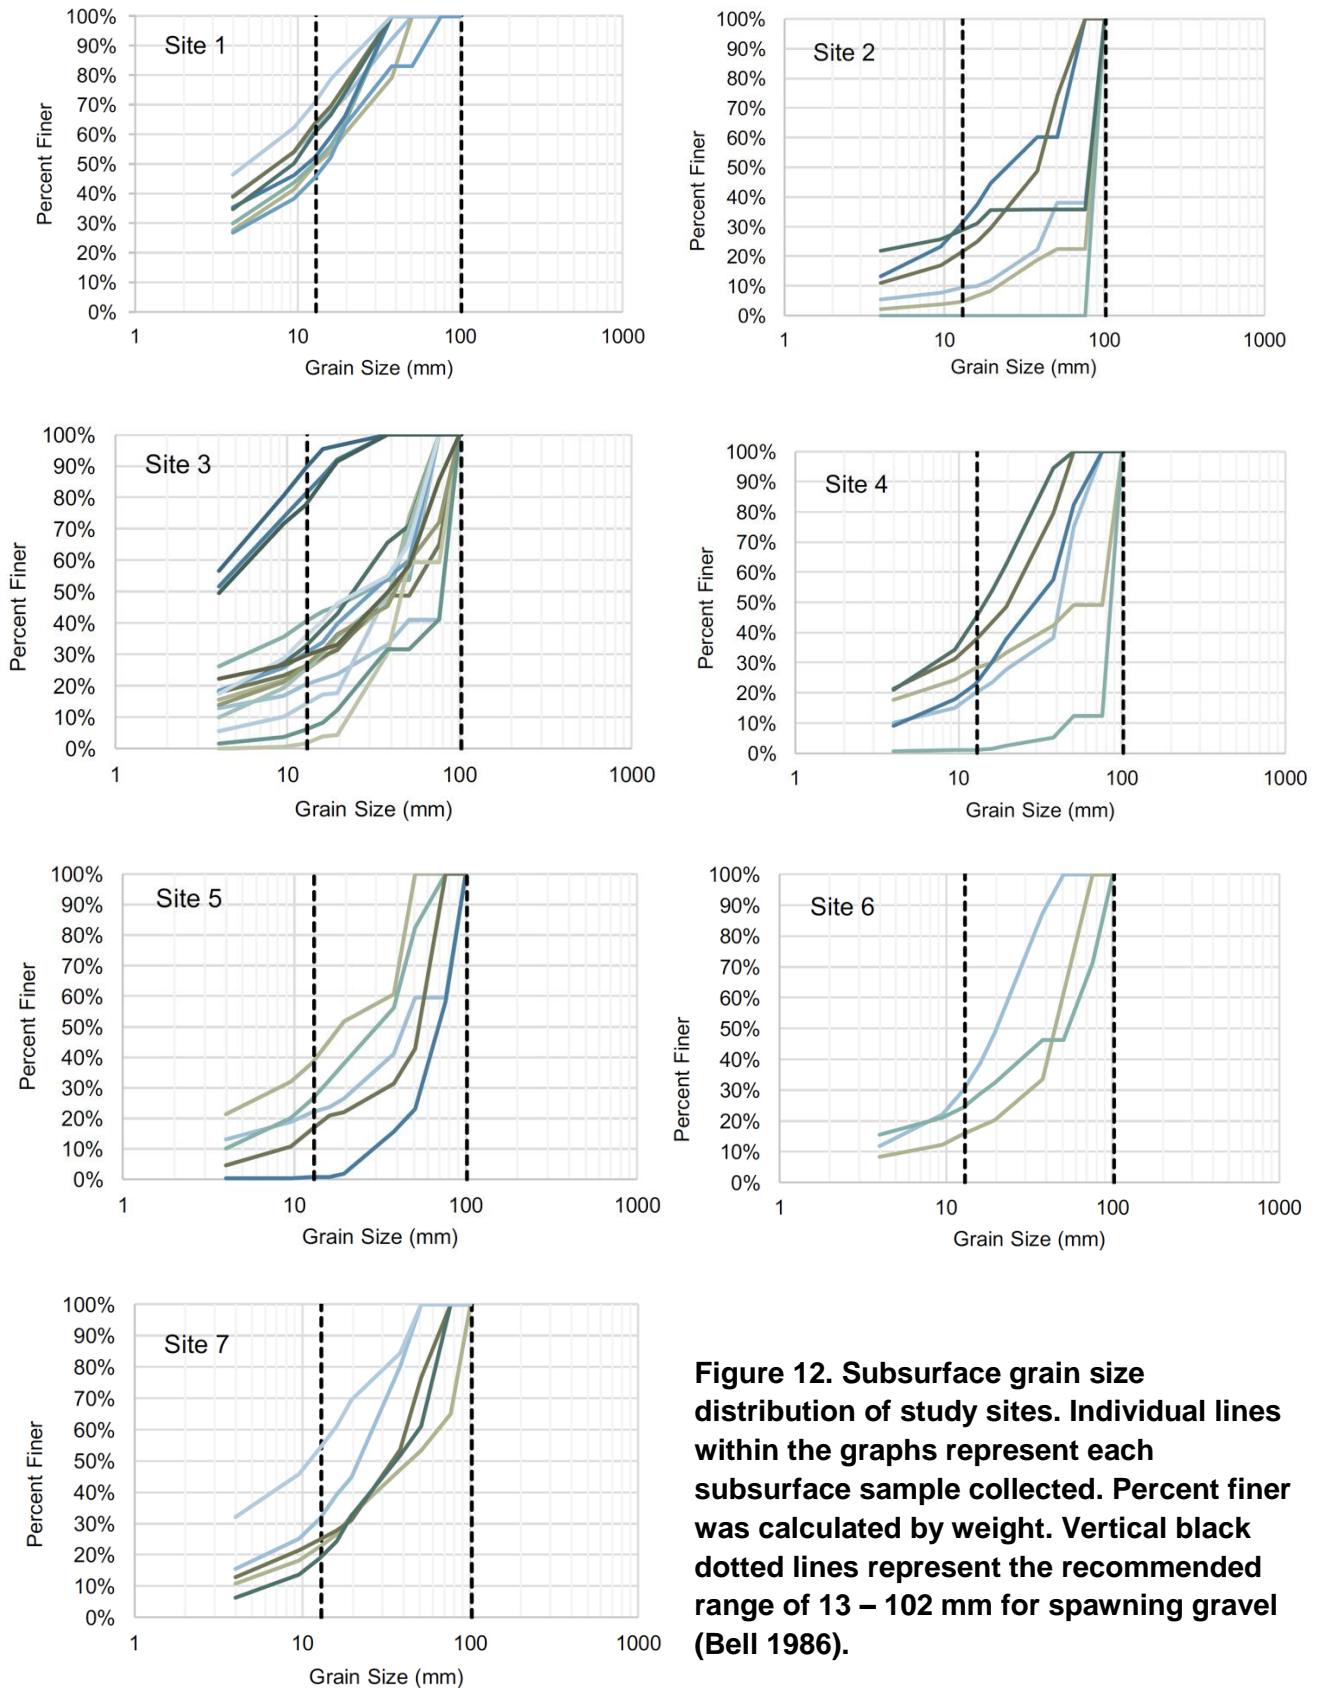 Site 1
100%
90%
80%
70%
60%
50%
40%
30%
20%
10%
0%
Percent Finer
1 10 100 1000
Grain Size (mm)
Site 2
100%
90%
80%
70%
60%
50%
40%
30%
20%
10%
0%
Percent Finer
1 10 100 1000
Grain Size (mm)
Site 3
100%
90%
80%
70%
60%
50%
40%
30%
20%
10%
0%
Percent Finer
1 10 100 1000
Grain Size (mm)
Site 4
100%
90%
80%
70%
60%
50%
40%
30%
20%
10%
0%
Percent Finer
1 10 100 1000
Grain Size (mm)
Site 5
100%
90%
80%
70%
60%
50%
40%
30%
20%
10%
0%
Percent Finer
1 10 100 1000
Grain Size (mm)
Site 6
100%
90%
80%
70%
60%
50%
40%
30%
20%
10%
0%
Percent Finer
1 10 100 1000
Grain Size (mm)
Site 7
100%
90%
80%
70%
60%
50%
40%
30%
20%
10%
0%
Percent Finer
1 10 100 1000
Grain Size (mm)
Figure 12. Subsurface grain size
distribution of study sites. Individual lines
within the graphs represent each
subsurface sample collected. Percent finer
was calculated by weight. Vertical black
dotted lines represent the recommended
range of 13 – 102 mm for spawning gravel
(Bell 1986).